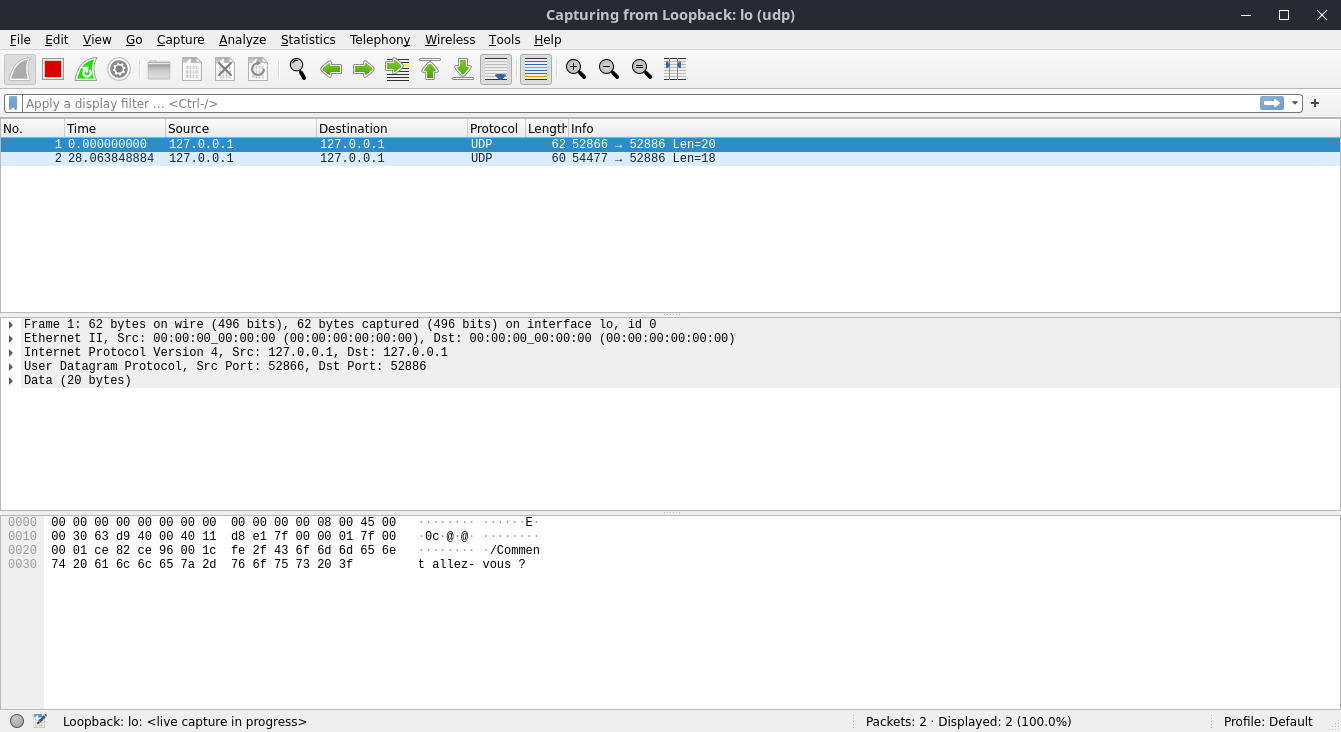 Capturing from Loopback: lo (udp)
File Edit View Go Capture Analyze Statistics Telephony Wireless Tools Help
Apply a display filter ... <Ctrl-/>
No. Time Source Destination Protocol Length Info
1 0.000000000 127.0.0.1 127.0.0.1 UDP 62 52866 → 52886 Len=20
2 28.063848884 127.0.0.1 127.0.0.1 UDP 60 54477 → 52886 Len=18
Frame 1: 62 bytes on wire (496 bits), 62 bytes captured (496 bits) on interface lo, id 0
Ethernet II, Src: 00:00:00_00:00:00 (00:00:00:00:00:00), Dst: 00:00:00_00:00:00 (00:00:00:00:00:00)
Internet Protocol Version 4, Src: 127.0.0.1, Dst: 127.0.0.1
User Datagram Protocol, Src Port: 52866, Dst Port: 52886
Data (20 bytes)
0000 00 00 00 00 00 00 00 00 00 00 00 00 08 00 45 00 ········ ······E·
0010 00 30 63 d9 40 00 40 11 d8 e1 7f 00 00 01 7f 00 ·0c·@·@· ········
0020 00 01 ce 82 ce 96 00 1c fe 2f 43 6f 6d 6d 65 6e ········ ·/Commen
0030 74 20 61 6c 6c 65 7a 2d 76 6f 75 73 20 3f t allez- vous ?
Loopback: lo: <live capture in progress> Packets: 2 · Displayed: 2 (100.0%) Profile: Default